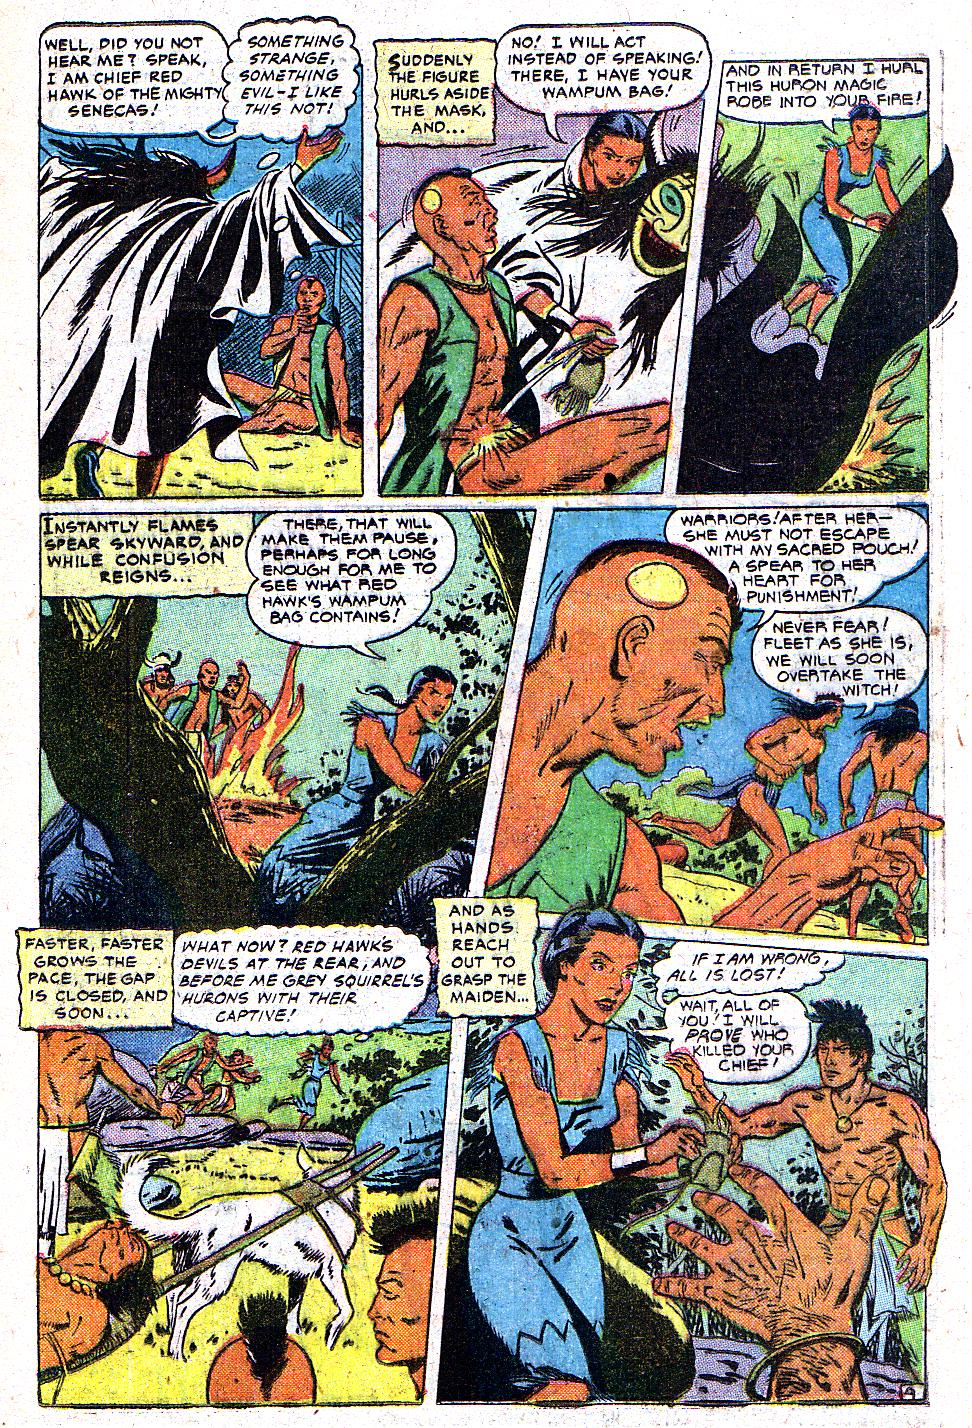 WELL, DID YOU NOT
HEAR ME? SPEAK,
I AM CHIEF RED
HAWK OF THE MIGHTY
SENECAS!
SOMETHING
STRANGE,
SOMETHING
EVIL-I LIKE
THIS NOT!
SUDDENLY
THE FIGURE
HURLS ASIDE
THE MASK,
AND...
NO! I WILL ACT
INSTEAD OF SPEAKING!
THERE, I HAVE YOUR
WAMPUM BAG!
AND IN RETURN I HURL
THIS HURON MAGIC
ROBE INTO YOUR FIRE!
INSTANTLY FLAMES
SPEAR SKYWARD, AND
WHILE CONFUSION
REIGNS...
THERE, THAT WILL
MAKE THEM PAUSE,
PERHAPS FOR LONG
ENOUGH FOR ME TO
SEE WHAT RED
HAWK'S WAMPUM
BAG CONTAINS!
WARRIORS! AFTER HER—
SHE MUST NOT ESCAPE
WITH MY SACRED POUCH!
A SPEAR TO HER
HEART FOR
PUNISHMENT!
NEVER FEAR!
FLEET AS SHE IS,
WE WILL SOON
OVERTAKE THE
WITCH!
FASTER, FASTER
GROWS THE
PACE, THE GAP
IS CLOSED, AND
SOON...
WHAT NOW? RED HAWK'S
DEVILS AT THE REAR, AND
BEFORE ME GREY SQUIRREL'S
HURONS WITH THEIR
CAPTIVE!
AND AS
HANDS
REACH
OUT TO
GRASP THE
MAIDEN...
IF I AM WRONG,
ALL IS LOST!
WAIT, ALL OF
YOU! I WILL
PROVE WHO
KILLED YOUR
CHIEF!
4